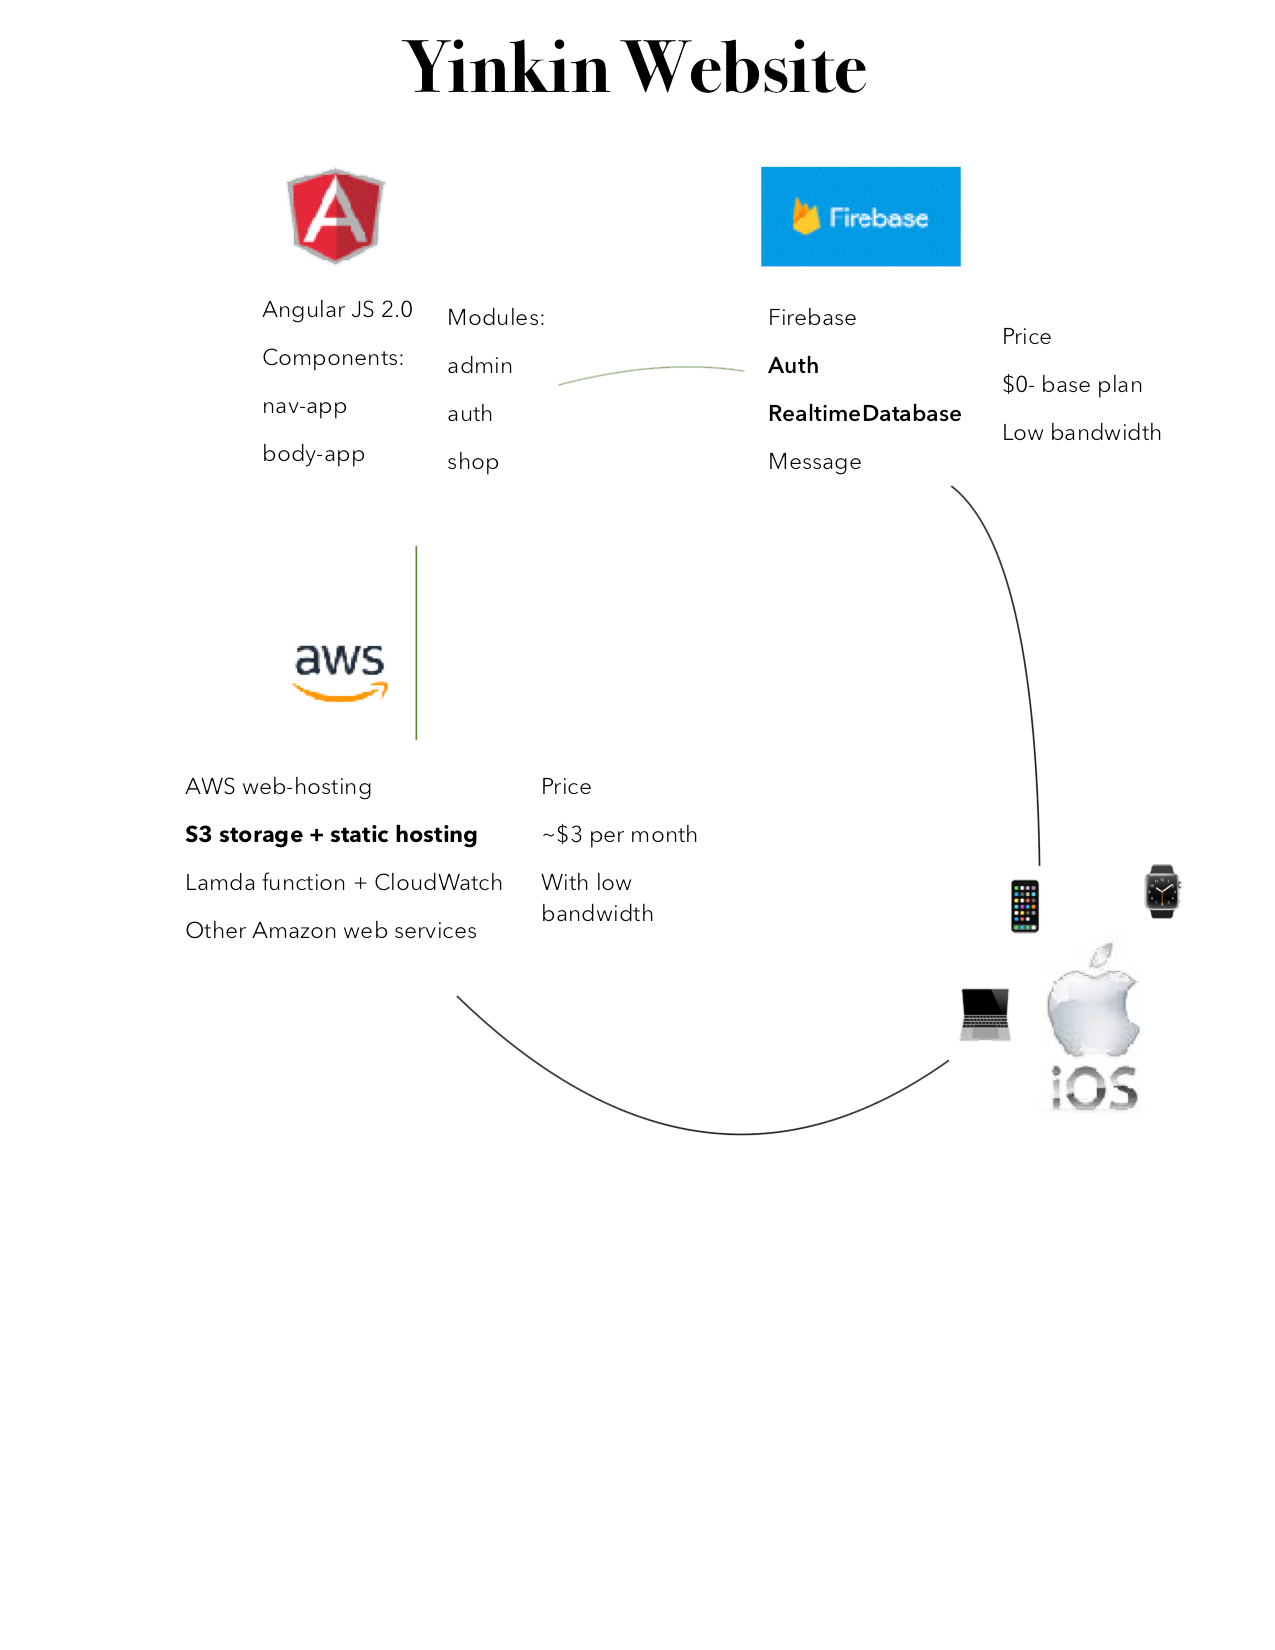 Yinkin Website
Firebase
Angular JS 2.0
Components:
nav-app
body-app
Modules:
admin
auth
shop
Firebase
Auth
RealtimeDatabase
Message
Price
$0- base plan
Low bandwidth
aws
AWS web-hosting
S3 storage + static hosting
Lamda function + CloudWatch
Other Amazon web services
Price
~$3 per month
With low
bandwidth
iOS